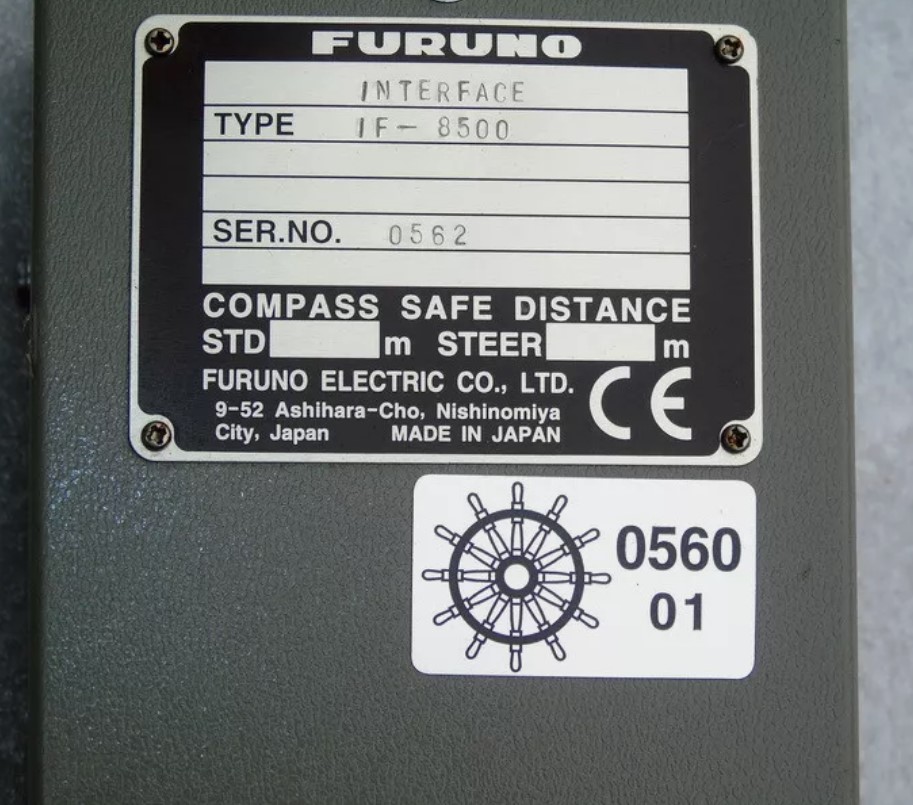 FURUNO
INTERFACE
TYPE IF-8500
SER.NO. 0562
COMPASS SAFE DISTANCE
STD m STEER m
FURUNO ELECTRIC CO., LTD.
9-52 Ashihara-Cho, Nishinomiya
City, Japan MADE IN JAPAN
CE
0560
01